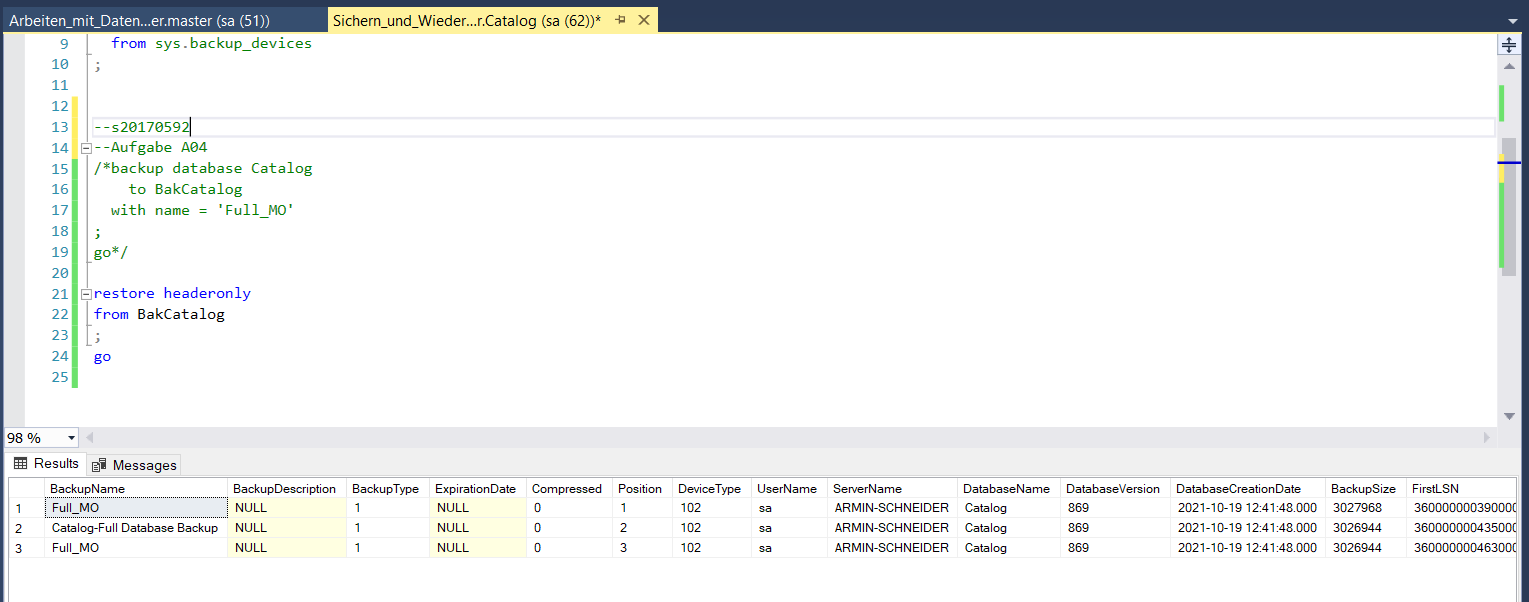 Arbeiten_mit_Daten...er.master (sa (51))
Sichern_und_Wieder...r.Catalog (sa (62))*
9 from sys.backup_devices
10 ;
11
12
13 --s20170592
14 --Aufgabe A04
15 /*backup database Catalog
16 to BakCatalog
17 with name = 'Full_MO'
18 ;
19 go*/
20
21 restore headeronly
22 from BakCatalog
23 ;
24 go
25
98 %
Results Messages
BackupName BackupDescription BackupType ExpirationDate Compressed Position DeviceType UserName ServerName DatabaseName DatabaseVersion DatabaseCreationDate BackupSize FirstLSN
1 Full_MO NULL 1 NULL 0 1 102 sa ARMIN-SCHNEIDER Catalog 869 2021-10-19 12:41:48.000 3027968 360000000390000
2 Catalog-Full Database Backup NULL 1 NULL 0 2 102 sa ARMIN-SCHNEIDER Catalog 869 2021-10-19 12:41:48.000 3026944 360000000435000
3 Full_MO NULL 1 NULL 0 3 102 sa ARMIN-SCHNEIDER Catalog 869 2021-10-19 12:41:48.000 3026944 360000000463000